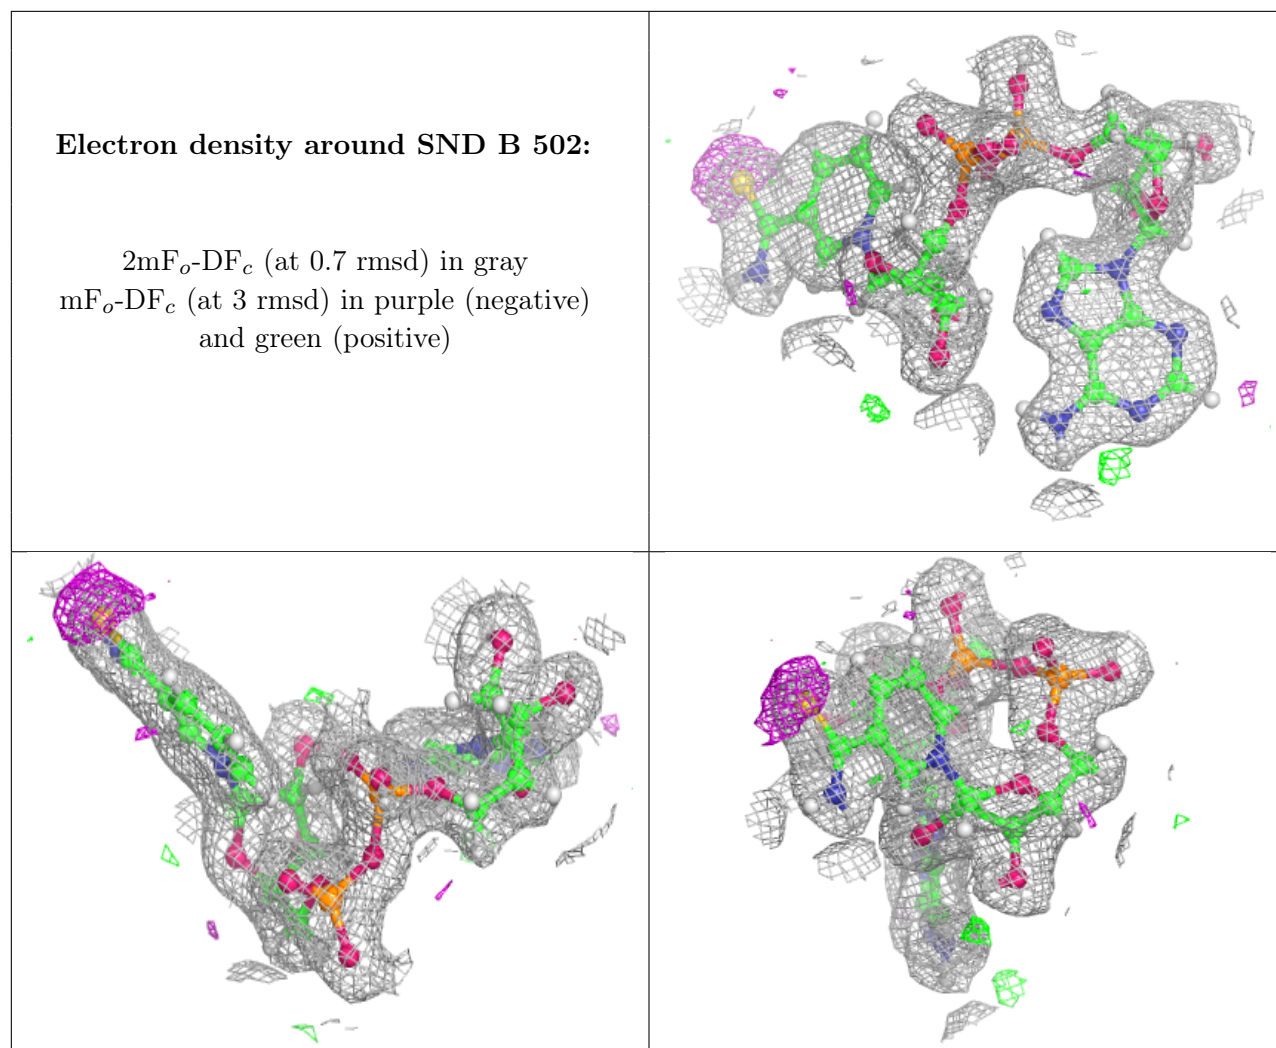 Electron density around SND B 502:
2mFo-DFc (at 0.7 rmsd) in gray
mFo-DFc (at 3 rmsd) in purple (negative)
and green (positive)